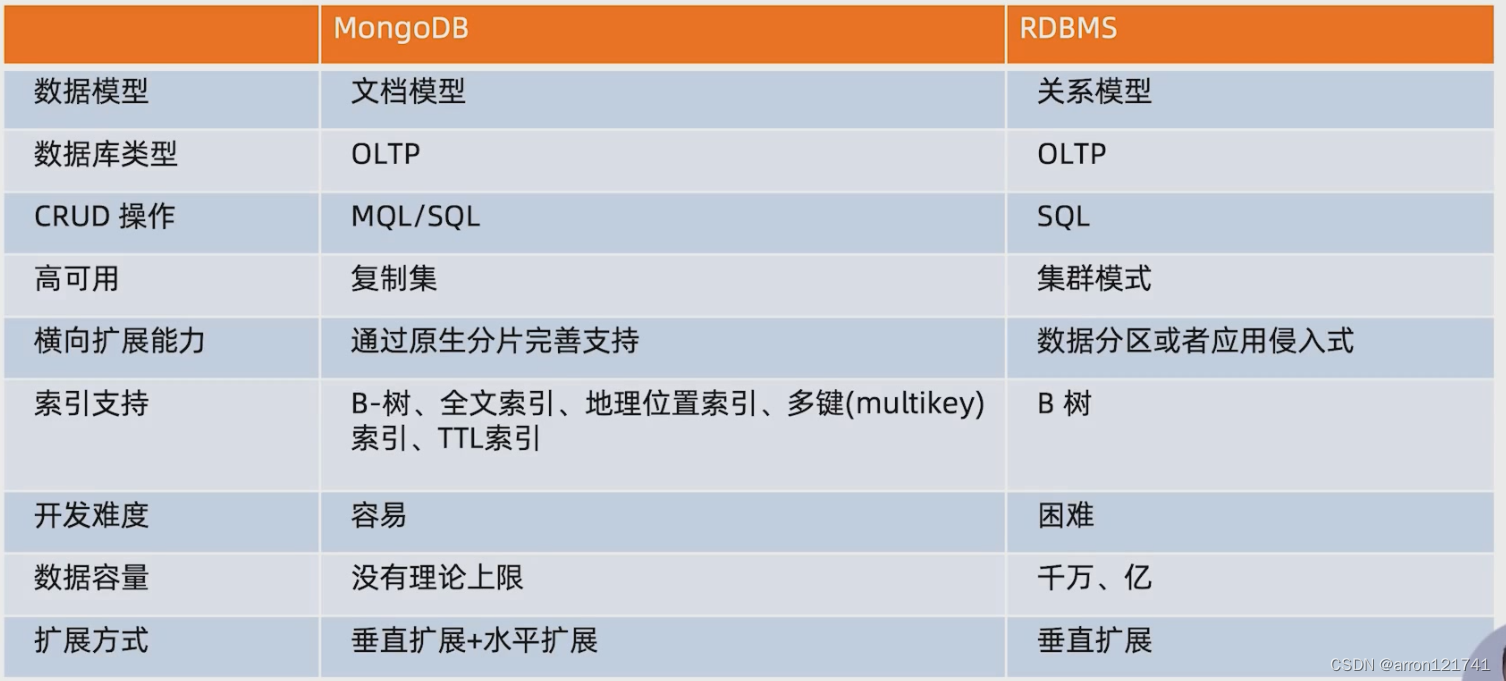 MongoDB
RDBMS
数据模型
文档模型
关系模型
数据库类型
OLTP
OLTP
CRUD 操作
MQL/SQL
SQL
高可用
复制集
集群模式
横向扩展能力
通过原生分片完善支持
数据分区或者应用侵入式
索引支持
B-树、全文索引、地理位置索引、多键(multikey)
索引、TTL索引
B 树
开发难度
容易
困难
数据容量
没有理论上限
千万、亿
扩展方式
垂直扩展+水平扩展
垂直扩展
CSDN @arron121741